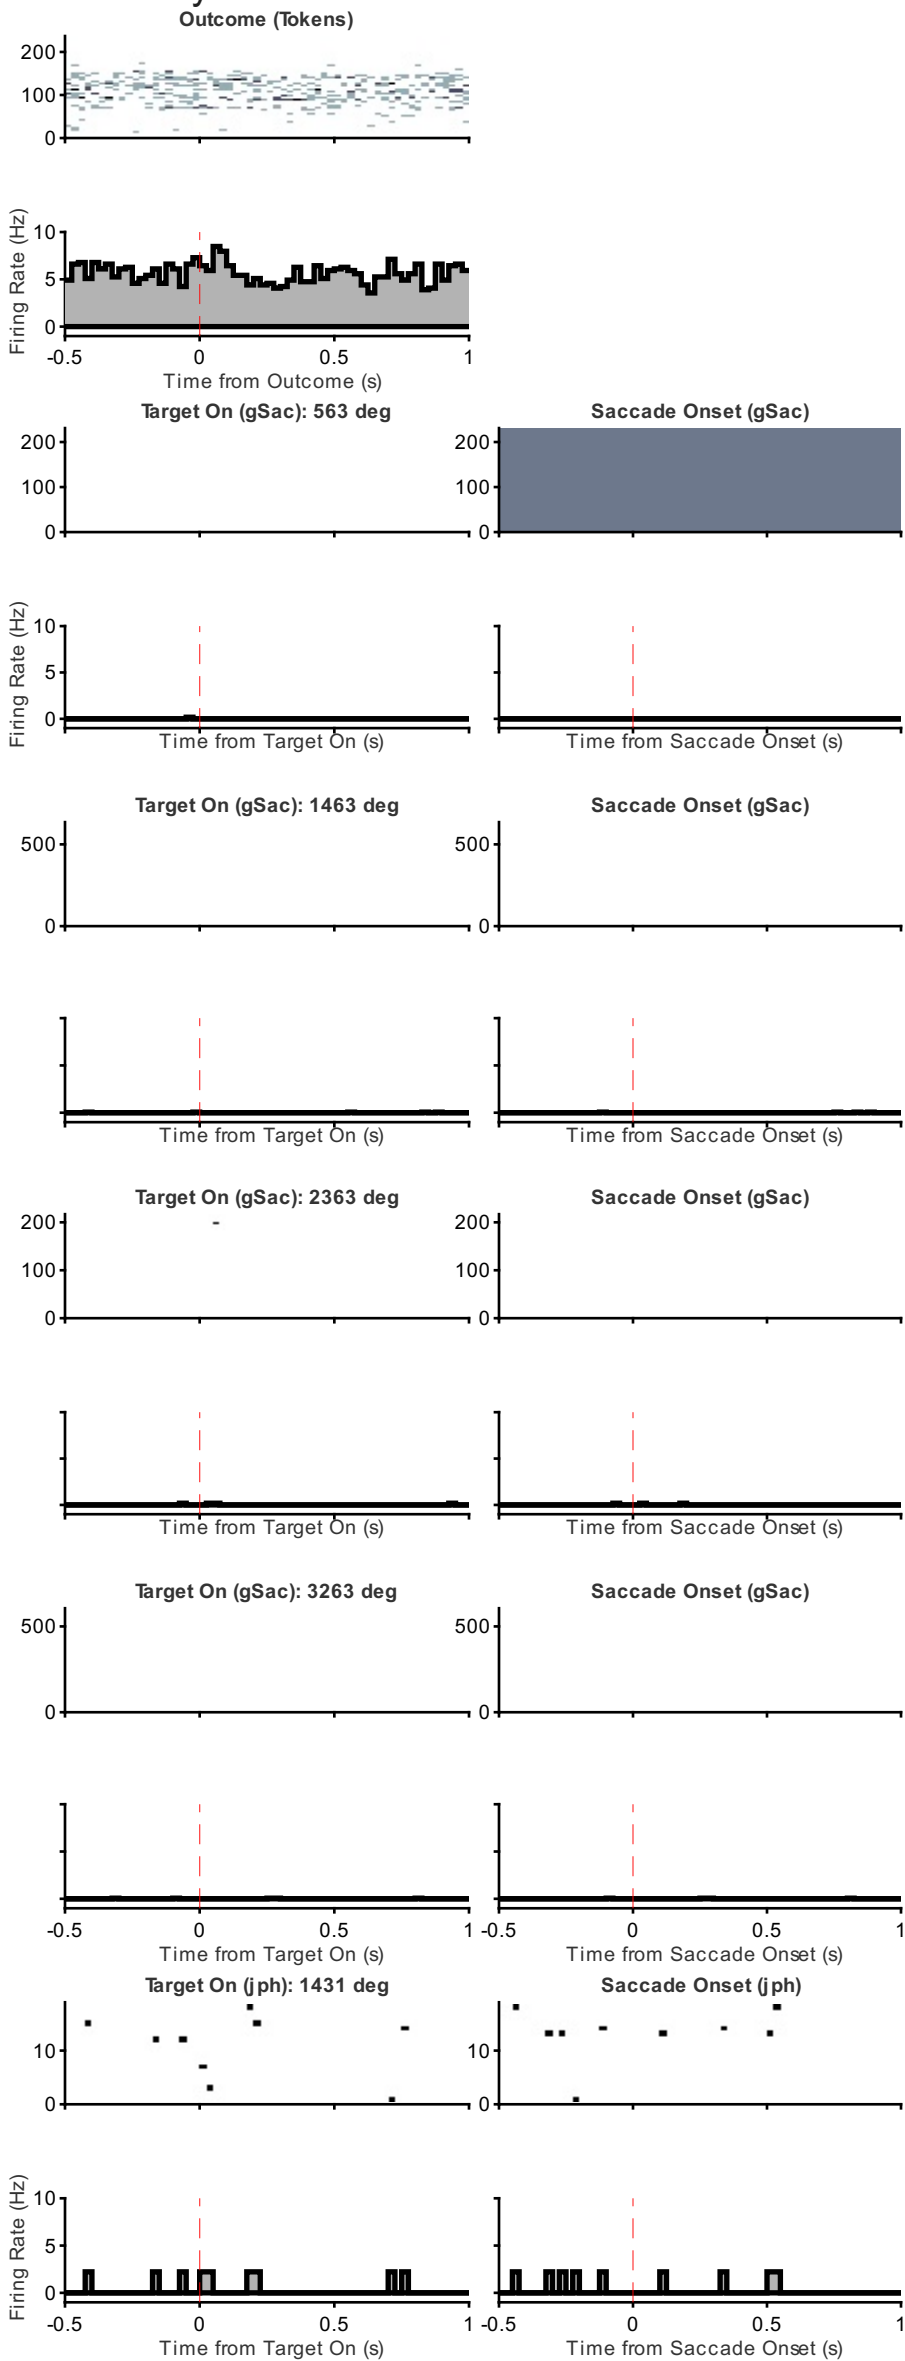 Outcome (Tokens)
200
100
0
Firing Rate (Hz)
10
5
0
-0.5 0 0.5 1
Time from Outcome (s)
Target On (gSac): 563 deg Saccade Onset (gSac)
200 200
100 100
0 0
Firing Rate (Hz)
10
5
0
Time from Target On (s) Time from Saccade Onset (s)
Target On (gSac): 1463 deg Saccade Onset (gSac)
500 500
0 0
Time from Target On (s) Time from Saccade Onset (s)
Target On (gSac): 2363 deg Saccade Onset (gSac)
200 200
100 100
0 0
Time from Target On (s) Time from Saccade Onset (s)
Target On (gSac): 3263 deg Saccade Onset (gSac)
500 500
0 0
-0.5 0 0.5 1 -0.5 0 0.5 1
Time from Target On (s) Time from Saccade Onset (s)
Target On (jph): 1431 deg Saccade Onset (jph)
10 10
0 0
Firing Rate (Hz)
10
5
0
-0.5 0 0.5 1 -0.5 0 0.5 1
Time from Target On (s) Time from Saccade Onset (s)